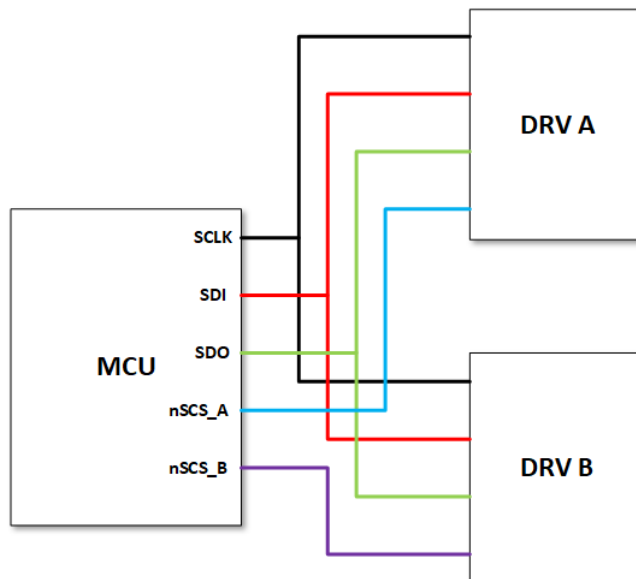 DRV A
SCLK
SDI
SDO
MCU
nSCS_A
nSCS_B
DRV B